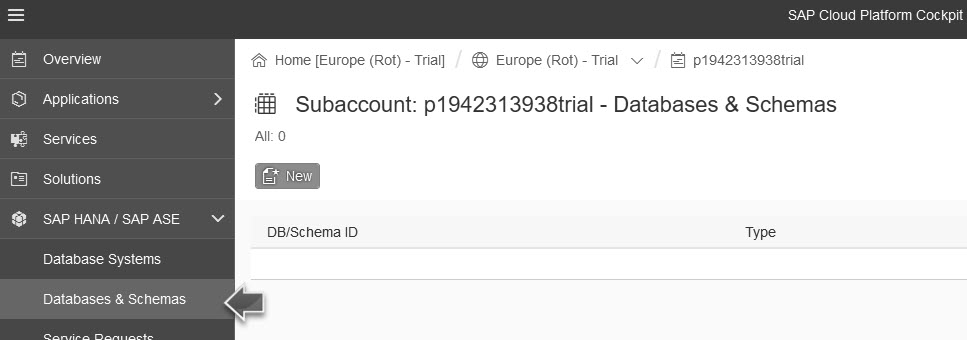 SAP Cloud Platform Cockpit
Overview
Applications
Services
Solutions
SAP HANA / SAP ASE
Database Systems
Databases & Schemas
Service Requests
Home [Europe (Rot) - Trial] / Europe (Rot) - Trial / p1942313938trial
Subaccount: p1942313938trial - Databases & Schemas
All: 0
New
DB/Schema ID Type